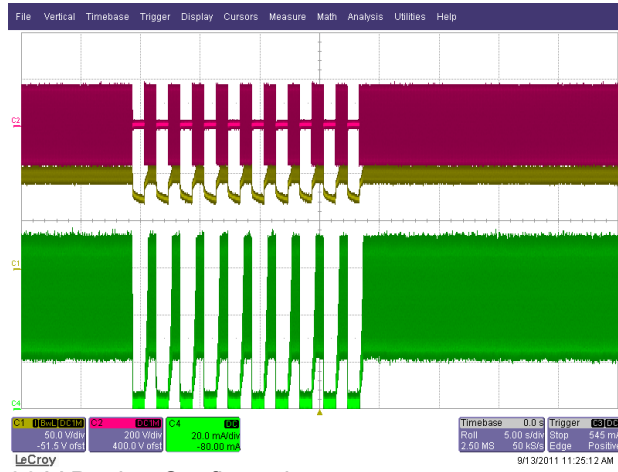 File Vertical Timebase Trigger Display Cursors Measure Math Analysis Utilities Help
C2
C1
C4
C1 BwL DC1M
50.0 V/div
-51.5 V ofst
C2 DC1M
200 V/div
400.0 V ofst
C4 DC
20.0 mA/div
-80.00 mA
Timebase 0.0 s
Roll 5.00 s/div
2.50 MS 50 kS/s
Trigger C3 DC
Stop 545 m
Edge Positive
LeCroy
9/13/2011 11:25:12 AM